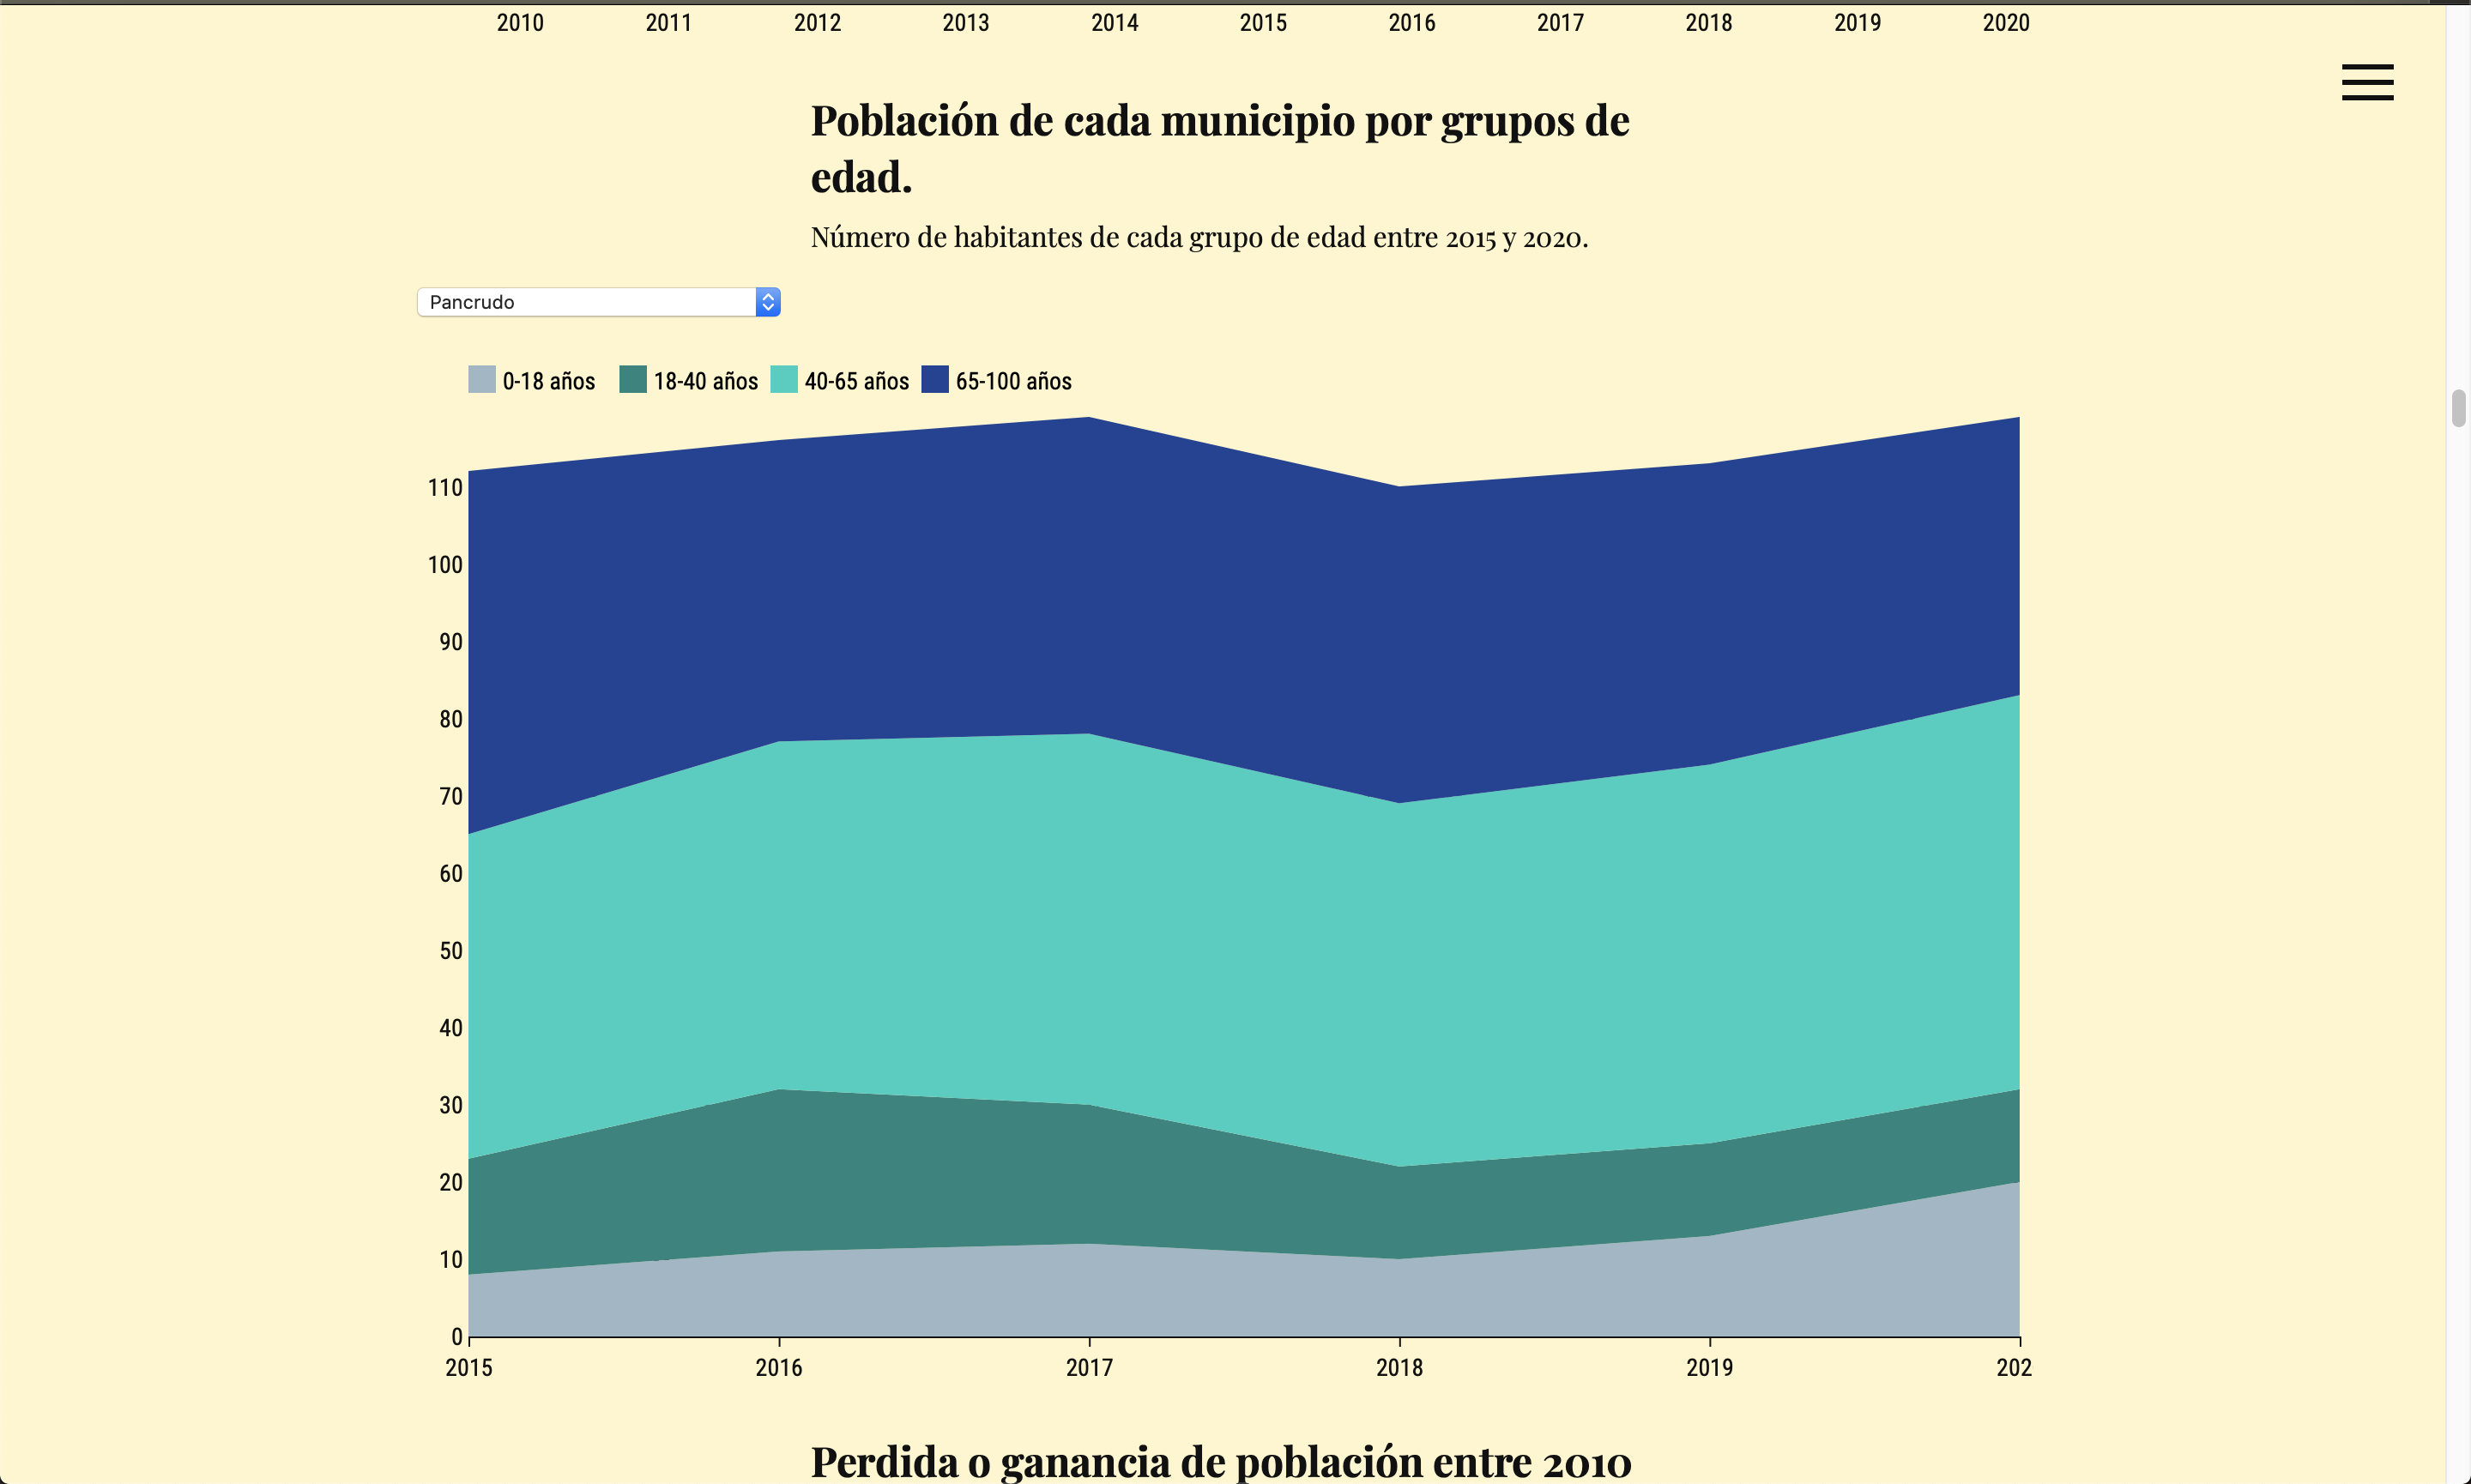 2010 2011 2012 2013 2014 2015 2016 2017 2018 2019 2020
Población de cada municipio por grupos de
edad.
Número de habitantes de cada grupo de edad entre 2015 y 2020.
Pancrudo
0-18 años 18-40 años 40-65 años 65-100 años
110
100
90
80
70
60
50
40
30
20
10
0
2015 2016 2017 2018 2019 202
Perdida o ganancia de población entre 2010